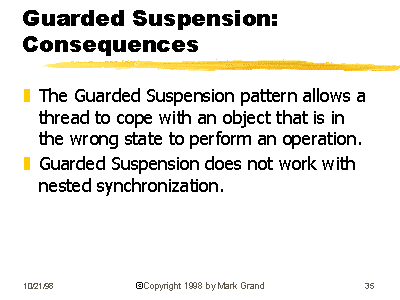 Guarded Suspension:
Consequences
The Guarded Suspension pattern allows a
thread to cope with an object that is in
the wrong state to perform an operation.
Guarded Suspension does not work with
nested synchronization.
10/21/98 ©Copyright 1998 by Mark Grand 35